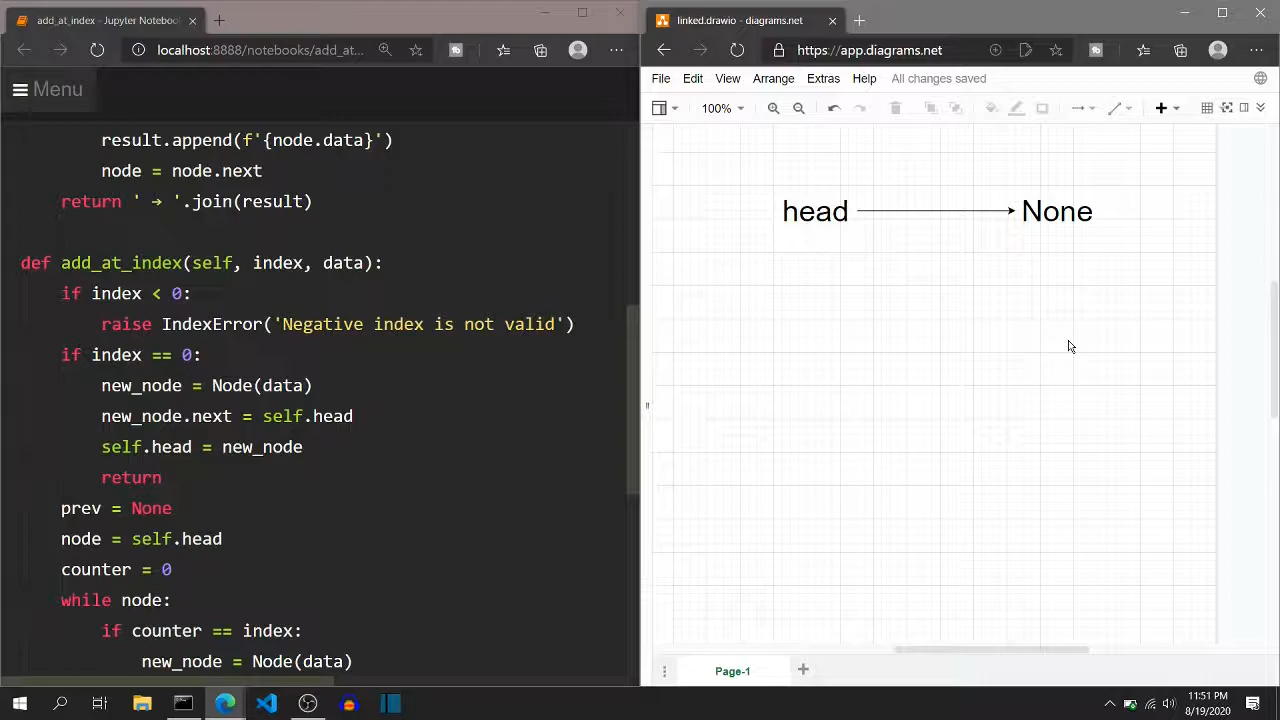 add_at_index - Jupyter Notebook
localhost:8888/notebooks/add_at...
Menu
result.append(f'{node.data}')
node = node.next
return ' → '.join(result)
def add_at_index(self, index, data):
if index < 0:
raise IndexError('Negative index is not valid')
if index == 0:
new_node = Node(data)
new_node.next = self.head
self.head = new_node
return
prev = None
node = self.head
counter = 0
while node:
if counter == index:
new_node = Node(data)
linked.drawio - diagrams.net
https://app.diagrams.net
File Edit View Arrange Extras Help All changes saved
100%
head None
Page-1
11:51 PM
8/19/2020